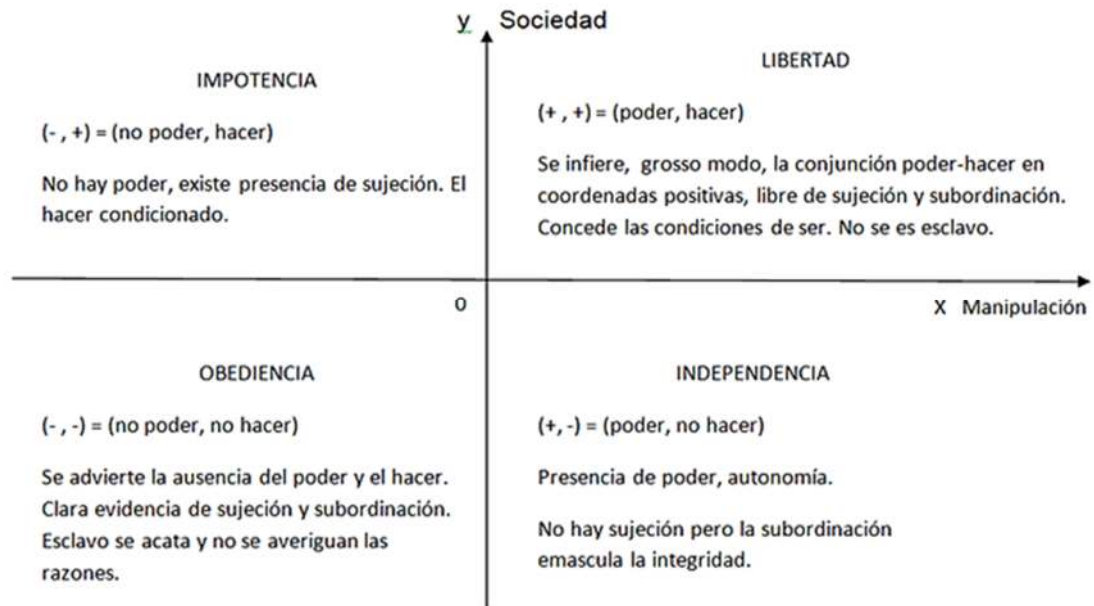 y Sociedad
IMPOTENCIA
(- , +) = (no poder, hacer)
No hay poder, existe presencia de sujeción. El
hacer condicionado.
LIBERTAD
(+ , +) = (poder, hacer)
Se infiere, grosso modo, la conjunción poder-hacer en
coordenadas positivas, libre de sujeción y subordinación.
Concede las condiciones de ser. No se es esclavo.
0
X Manipulación
OBEDIENCIA
(- , -) = (no poder, no hacer)
Se advierte la ausencia del poder y el hacer.
Clara evidencia de sujeción y subordinación.
Esclavo se acata y no se averiguan las
razones.
INDEPENDENCIA
(+, -) = (poder, no hacer)
Presencia de poder, autonomía.
No hay sujeción pero la subordinación
emascula la integridad.